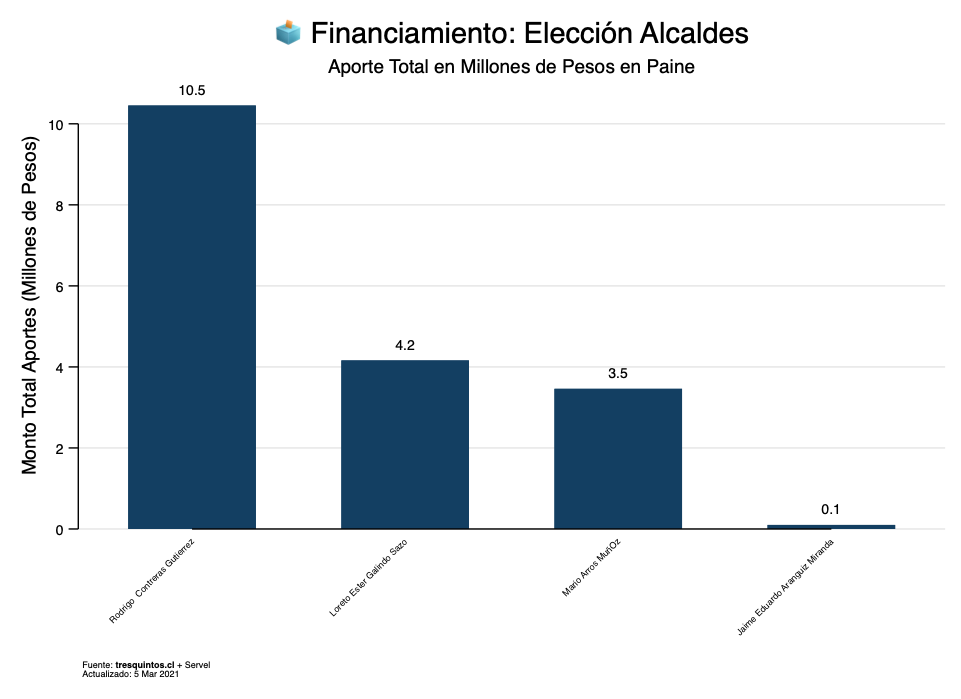 Financiamiento: Elección Alcaldes
Aporte Total en Millones de Pesos en Paine
Monto Total Aportes (Millones de Pesos)
10
8
6
4
2
0
10.5
4.2
3.5
0.1
Rodrigo Contreras Gutierrez
Loreto Ester Galindo Sazo
Mario Arros MuñOz
Jaime Eduardo Aranguiz Miranda
Fuente: tresquintos.cl + Servel
Actualizado: 5 Mar 2021